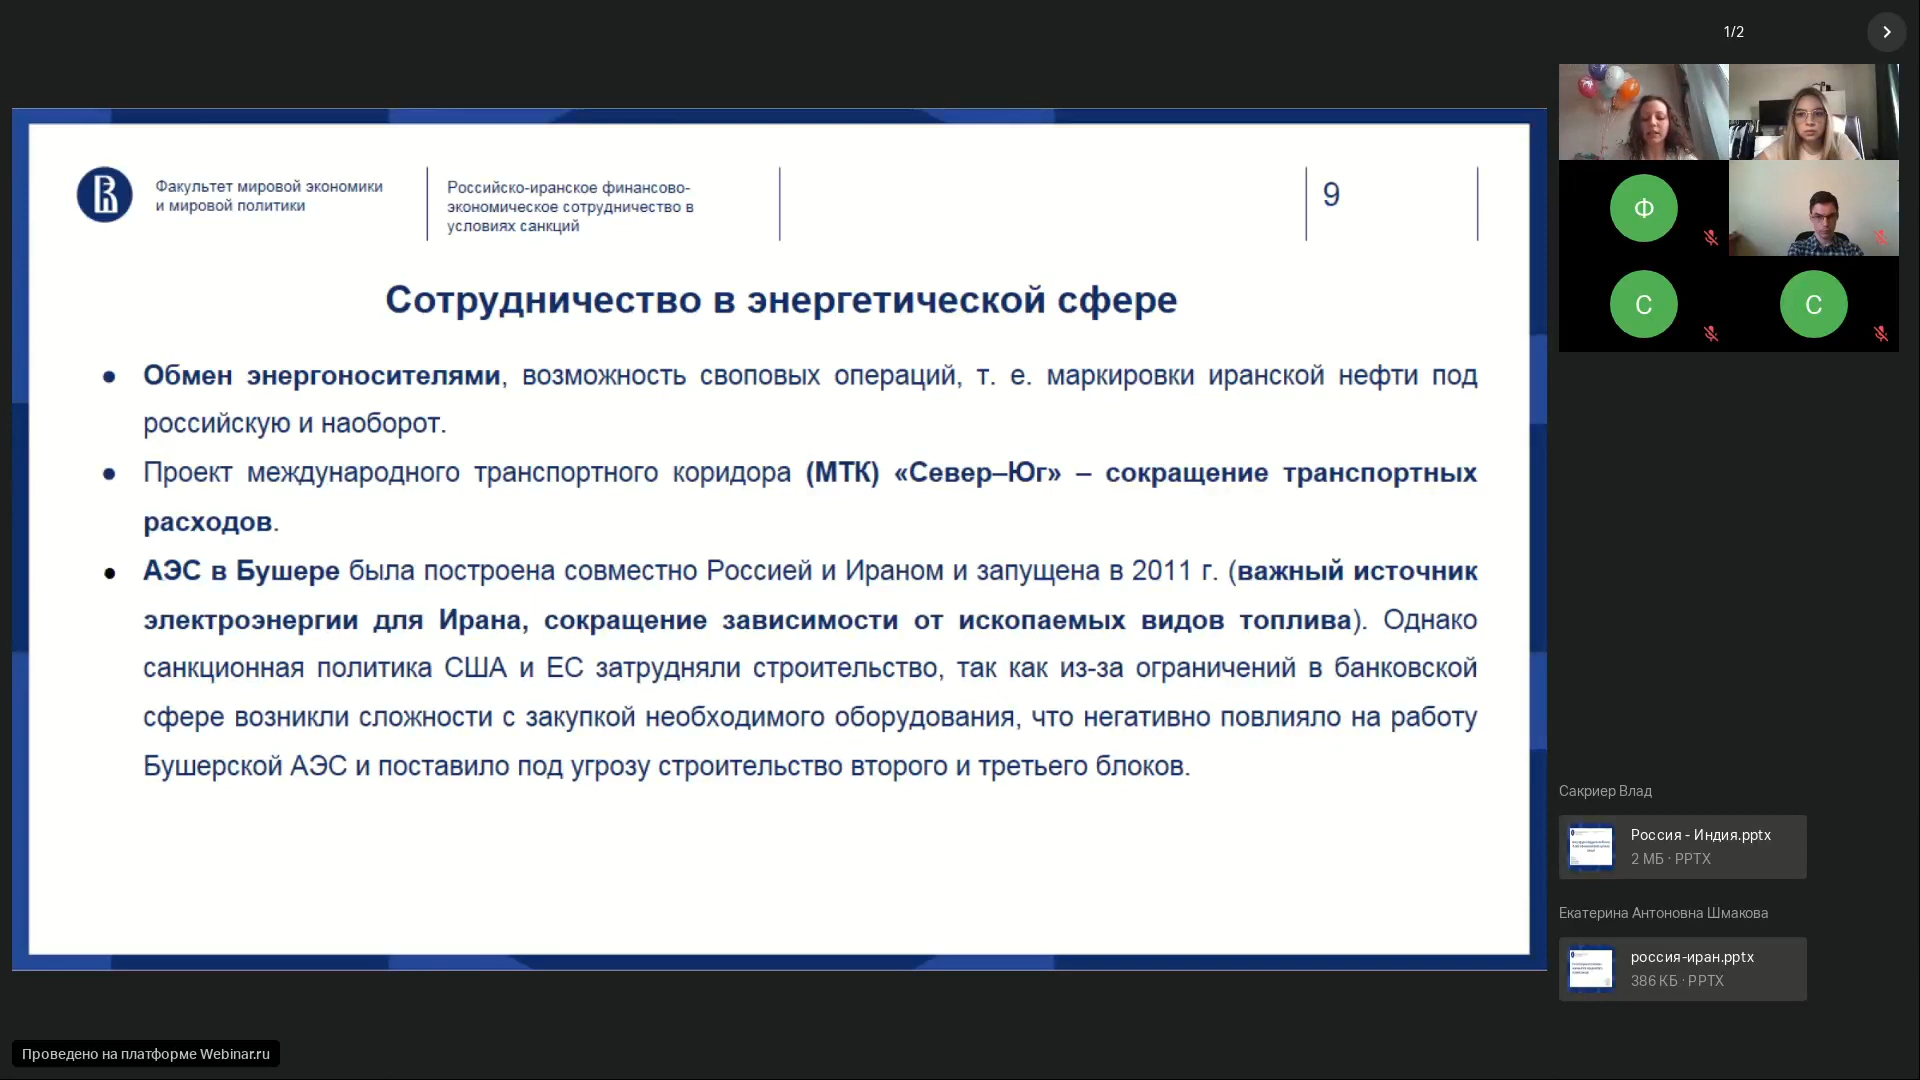 1/2
Факультет мировой экономики
и мировой политики
Российско-иранское финансово-
экономическое сотрудничество в
условиях санкций
9
Сотрудничество в энергетической сфере
● Обмен энергоносителями, возможность своповых операций, т. е. маркировки иранской нефти под
российскую и наоборот.
● Проект международного транспортного коридора (МТК) «Север–Юг» – сокращение транспортных
расходов.
● АЭС в Бушере была построена совместно Россией и Ираном и запущена в 2011 г. (важный источник
электроэнергии для Ирана, сокращение зависимости от ископаемых видов топлива). Однако
санкционная политика США и ЕС затрудняли строительство, так как из-за ограничений в банковской
сфере возникли сложности с закупкой необходимого оборудования, что негативно повлияло на работу
Бушерской АЭС и поставило под угрозу строительство второго и третьего блоков.
Ф
С
С
Сакриер Влад
Россия - Индия.pptx
2 МБ · PPTX
Екатерина Антоновна Шмакова
россия-иран.pptx
386 КБ · PPTX
Проведено на платформе Webinar.ru